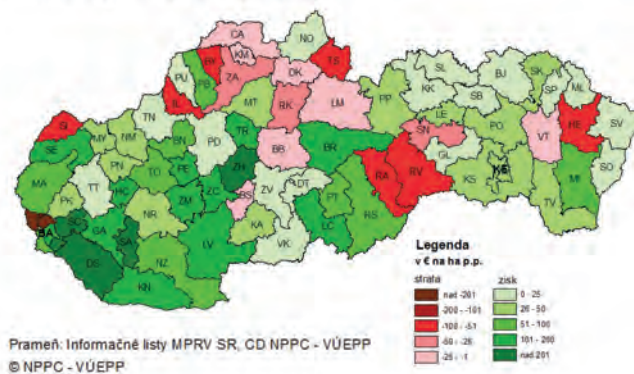 CA
NO
KM
BY
TS
PU
PB
ZA
DK
SL
BJ
SK
ML
SP
KK
SB
IL
MT
RK
LM
PP
LE
PO
VT
HE
SV
TN
SI
SE
MY
NM
BN
PD
TR
BB
BR
SN
GL
SO
PN
TO
PE
ZH
RA
RV
KS
KE
MI
MA
TT
HC
ZM
ZC
BS
ZV
DT
PT
RS
TV
PK
NR
KA
LC
BA
SC
GA
SA
LV
VK
DS
NZ
KN
Legenda
v € na ha p.p.
strata
zisk
nad -201
0 - 25
-200 - -101
26 - 50
-100 - -51
51 - 100
-50 - -26
101 - 200
-25 - -1
nad 201
Prameň: Informačné listy MPRV SR, CD NPPC - VÚEPP
© NPPC - VÚEPP